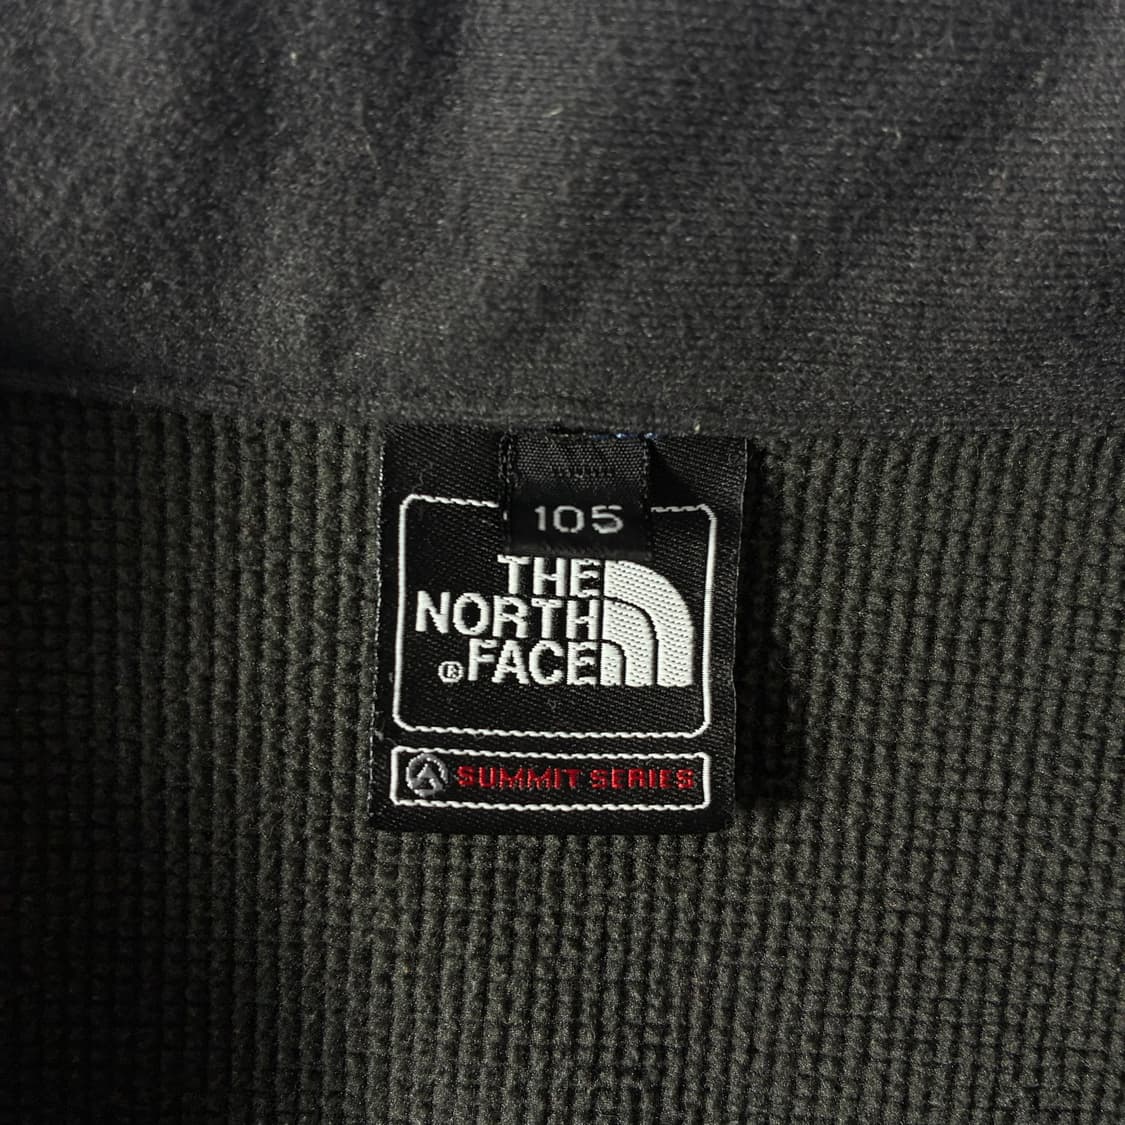 105
THE
NORTH
® FACE
SUMMIT SERIES